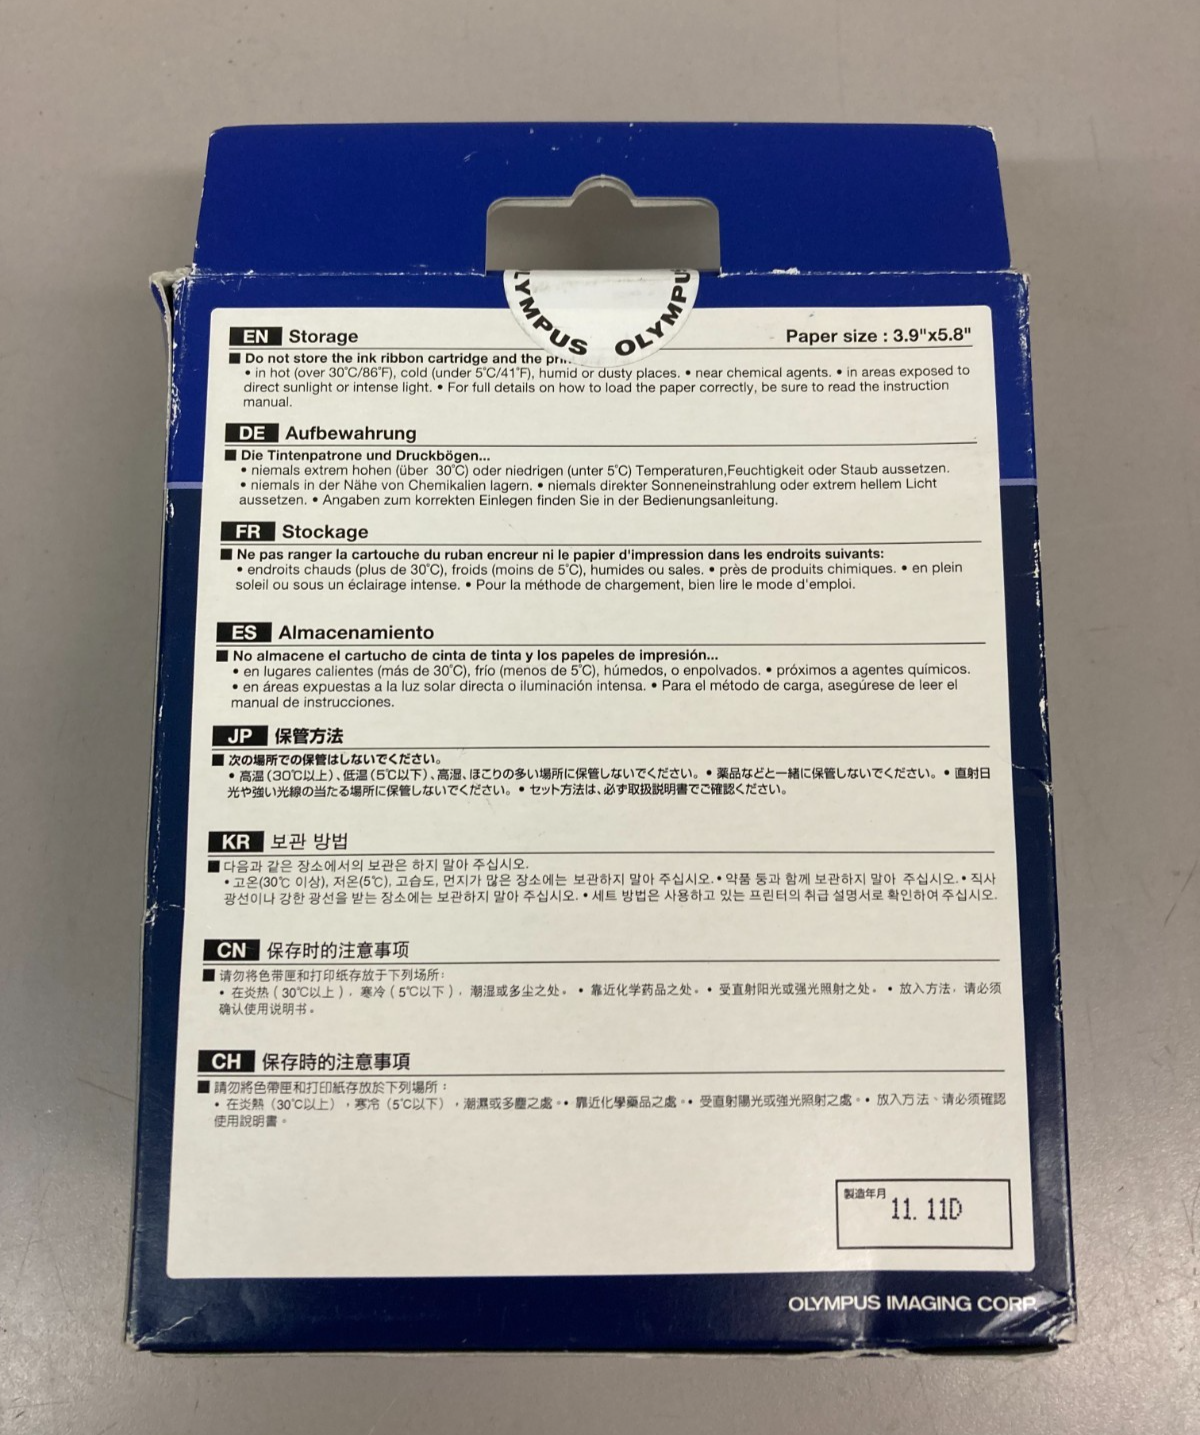 LYMPUS OLYMPU
EN Storage Paper size : 3.9"x5.8"
■ Do not store the ink ribbon cartridge and the
• in hot (over 30°C/86°F), cold (under 5°C/41°F), humid or dusty places. • near chemical agents. • in areas exposed to
direct sunlight or intense light. • For full details on how to load the paper correctly, be sure to read the instruction
manual.
DE Aufbewahrung
■ Die Tintenpatrone und Druckbögen...
• niemals extrem hohen (über 30°C) oder niedrigen (unter 5°C) Temperaturen,Feuchtigkeit oder Staub aussetzen.
• niemals in der Nähe von Chemikalien lagern. • niemals direkter Sonneneinstrahlung oder extrem hellem Licht
aussetzen. • Angaben zum korrekten Einlegen finden Sie in der Bedienungsanleitung.
FR Stockage
■ Ne pas ranger la cartouche du ruban encreur ni le papier d'impression dans les endroits suivants:
• endroits chauds (plus de 30°C), froids (moins de 5°C), humides ou sales. • près de produits chimiques. • en plein
soleil ou sous un éclairage intense. • Pour la méthode de chargement, bien lire le mode d'emploi.
ES Almacenamiento
■ No almacene el cartucho de cinta de tinta y los papeles de impresión...
• en lugares calientes (más de 30°C), frío (menos de 5°C), húmedos, o enpolvados. • próximos a agentes químicos.
• en áreas expuestas a la luz solar directa o iluminación intensa. • Para el método de carga, asegúrese de leer el
manual de instrucciones.
JP 保管方法
■ 次の場所での保管はしないでください。
• 高温(30℃以上)、低温(5℃以下)、高湿、ほこりの多い場所に保管しないでください。• 薬品などと一緒に保管しないでください。• 直射日
光や強い光線の当たる場所に保管しないでください。• セット方法は、必ず取扱説明書でご確認ください。
KR 보관 방법
■ 다음과 같은 장소에서의 보관은 하지 말아 주십시오.
• 고온(30℃ 이상), 저온(5℃), 고습도, 먼지가 많은 장소에는 보관하지 말아 주십시오. • 약품 둥과 함께 보관하지 말아 주십시오. • 직사
광선이나 강한 광선을 받는 장소에는 보관하지 말아 주십시오. • 세트 방법은 사용하고 있는 프린터의 취급 설명서로 확인하여 주십시오.
CN 保存时的注意事项
■ 请勿将色带匣和打印纸存放于下列场所:
• 在炎热(30℃以上),寒冷(5℃以下),潮湿或多尘之处。• 靠近化学药品之处。• 受直射阳光或强光照射之处。• 放入方法,请必须
确认使用说明书。
CH 保存時的注意事項
■ 請勿將色帶匣和打印紙存放於下列場所:
• 在炎熱(30℃以上),寒冷(5℃以下),潮濕或多塵之處。• 靠近化學藥品之處。• 受直射陽光或強光照射之處。• 放入方法、請必須確認
使用說明書。
製造年月 11. 11D
OLYMPUS IMAGING CORP.